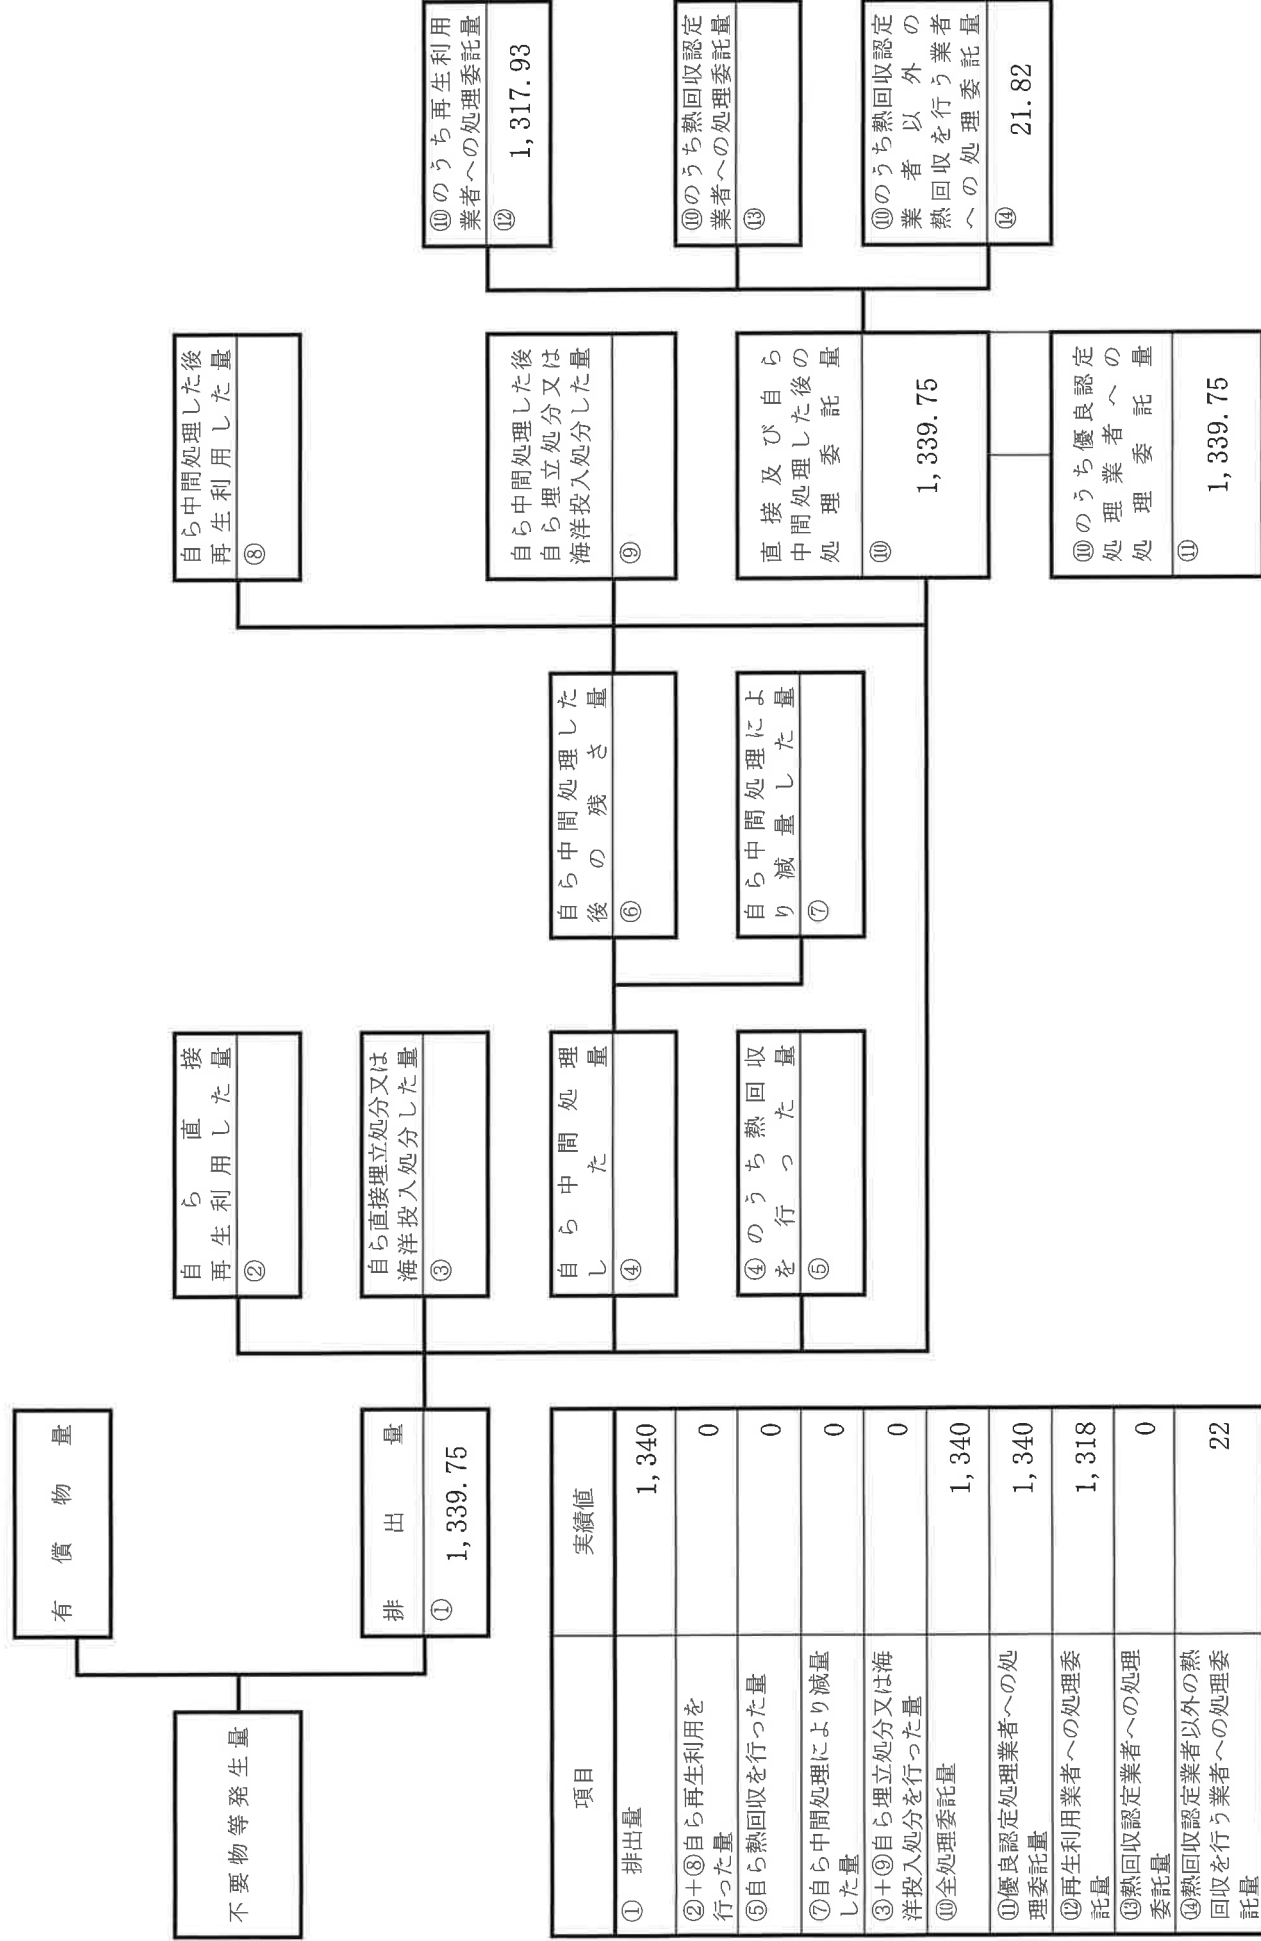 有償物量
不要物等発生量
排出量
① 1,339.75
自ら直接
再生利用した量
②
自ら直接埋立処分又は
海洋投入処分した量
③
自ら中間処理
した量
④
④のうち熱回収
を行った量
⑤
自ら中間処理した
後の残さ量
⑥
自ら中間処理によ
り減量した量
⑦
自ら中間処理した後
再生利用した量
⑧
自ら中間処理した後
自ら埋立処分又は
海洋投入処分した量
⑨
直接及び自ら
中間処理した後の
処理委託量
⑩ 1,339.75
⑩のうち優良認定
処理業者への
処理委託量
⑪ 1,339.75
⑩のうち再生利用
業者への処理委託量
⑫ 1,317.93
⑩のうち熱回収認定
業者への処理委託量
⑬
⑩のうち熱回収認定
業者以外の
熱回収を行う業者
への処理委託量
⑭ 21.82
項目 実績値
① 排出量 1,340
②+⑧自ら再生利用を
行った量 0
⑤自ら熱回収を行った量 0
⑦自ら中間処理により減量
した量 0
③+⑨自ら埋立処分又は海
洋投入処分を行った量 0
⑩全処理委託量 1,340
⑪優良認定処理業者への処
理委託量 1,340
⑫再生利用業者への処理委
託量 1,318
⑬熱回収認定業者への処理
委託量 0
⑭熱回収認定業者以外の熱
回収を行う業者への処理委
託量 22